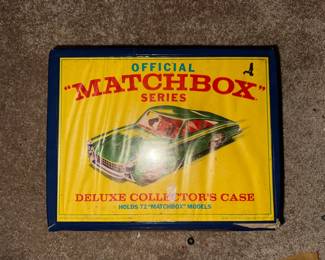 OFFICIAL
"MATCHBOX"
SERIES
DELUXE COLLECTOR'S CASE
HOLDS 72 "MATCHBOX" MODELS